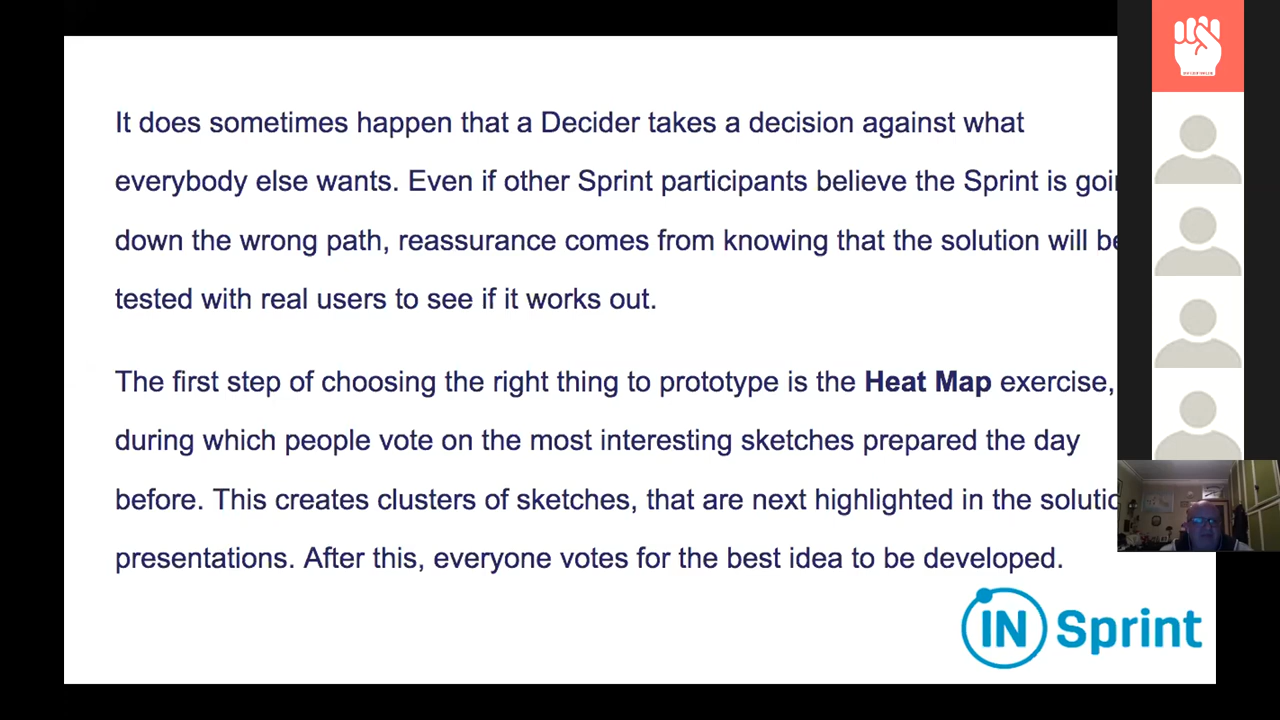 It does sometimes happen that a Decider takes a decision against what
everybody else wants. Even if other Sprint participants believe the Sprint is
down the wrong path, reassurance comes from knowing that the solution will
tested with real users to see if it works out.
The first step of choosing the right thing to prototype is the Heat Map exercise,
during which people vote on the most interesting sketches prepared the day
before. This creates clusters of sketches, that are next highlighted in the
presentations. After this, everyone votes for the best idea to be developed.
IN Sprint